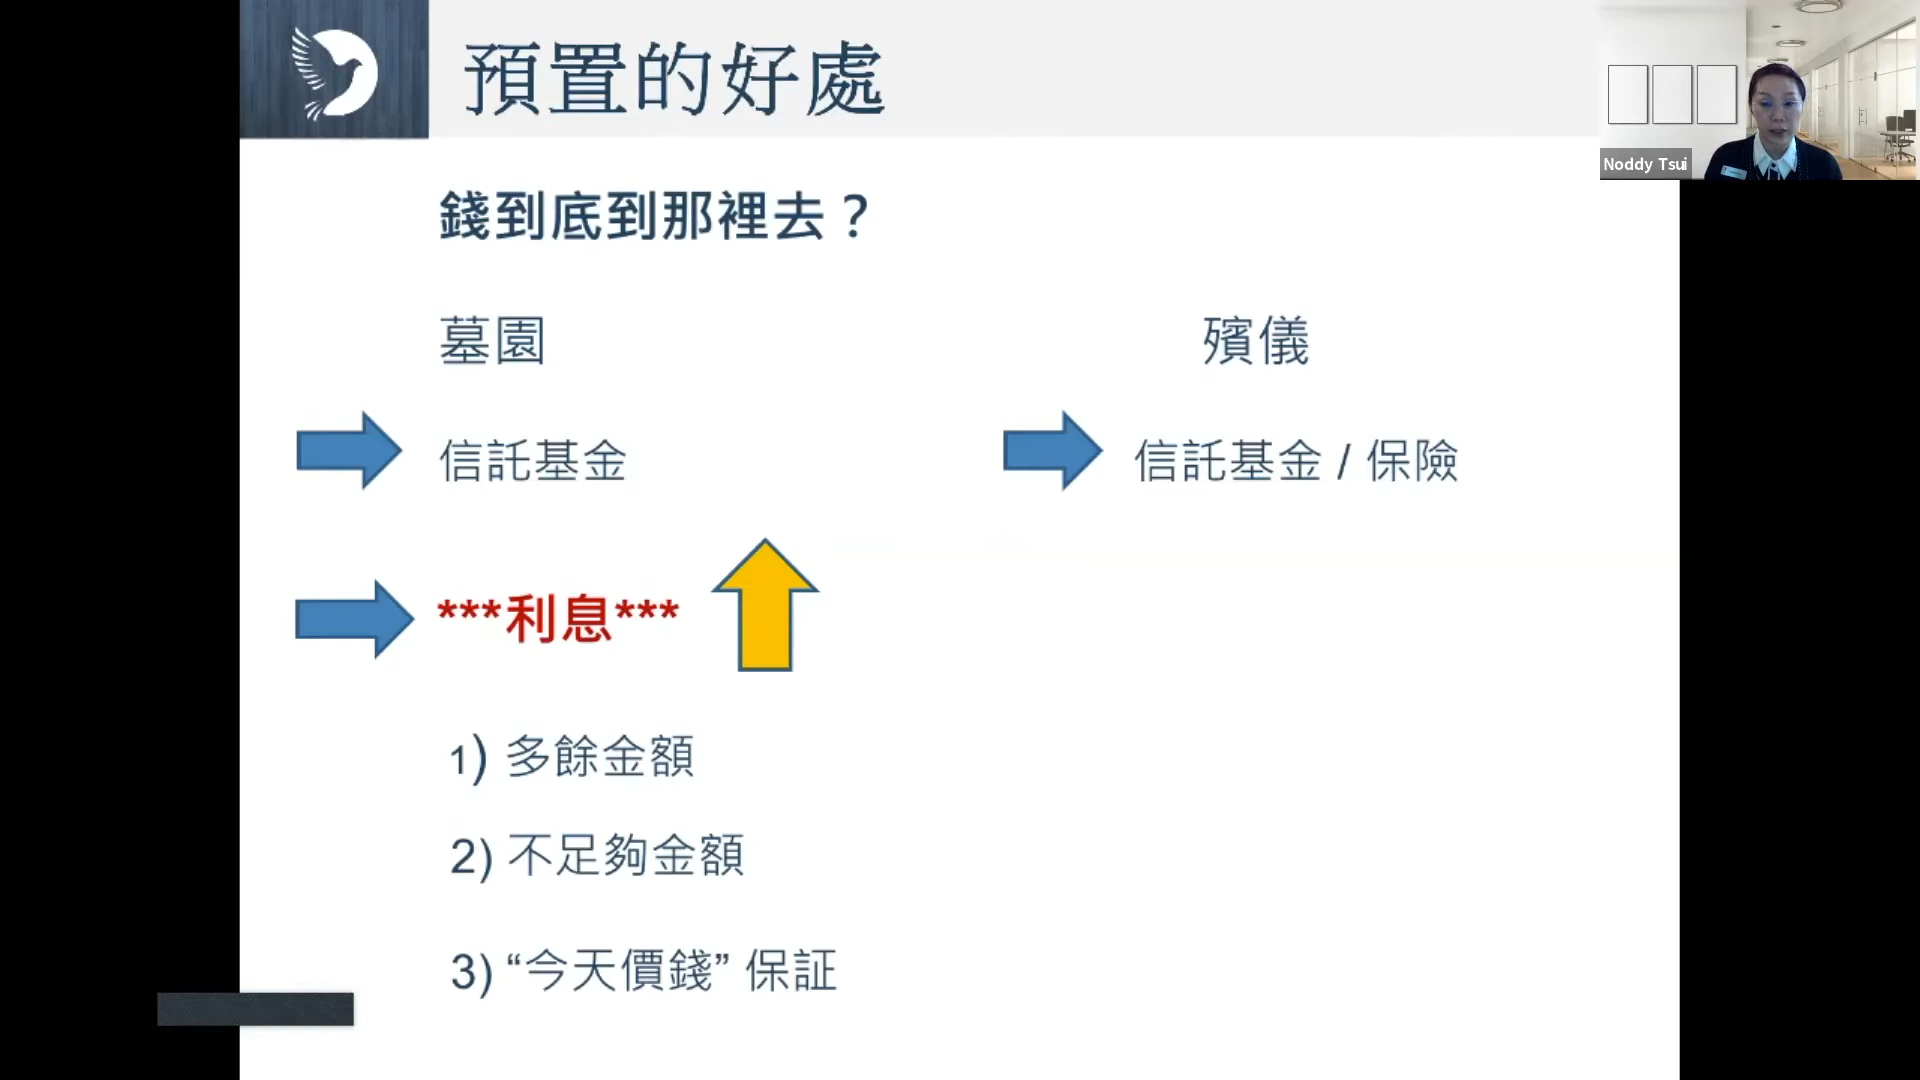 預置的好處
Noddy Tsui
錢到底到那裡去？
墓園
殯儀
信託基金
信託基金 / 保險
***利息***
1) 多餘金額
2) 不足夠金額
3) “今天價錢” 保証